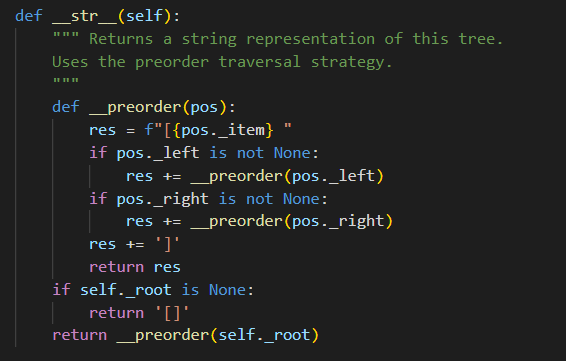 def __str__(self):
    """ Returns a string representation of this tree.
    Uses the preorder traversal strategy.
    """
    def __preorder(pos):
        res = f"[{pos._item} "
        if pos._left is not None:
            res += __preorder(pos._left)
        if pos._right is not None:
            res += __preorder(pos._right)
        res += ']'
        return res
    if self._root is None:
        return '[]'
    return __preorder(self._root)